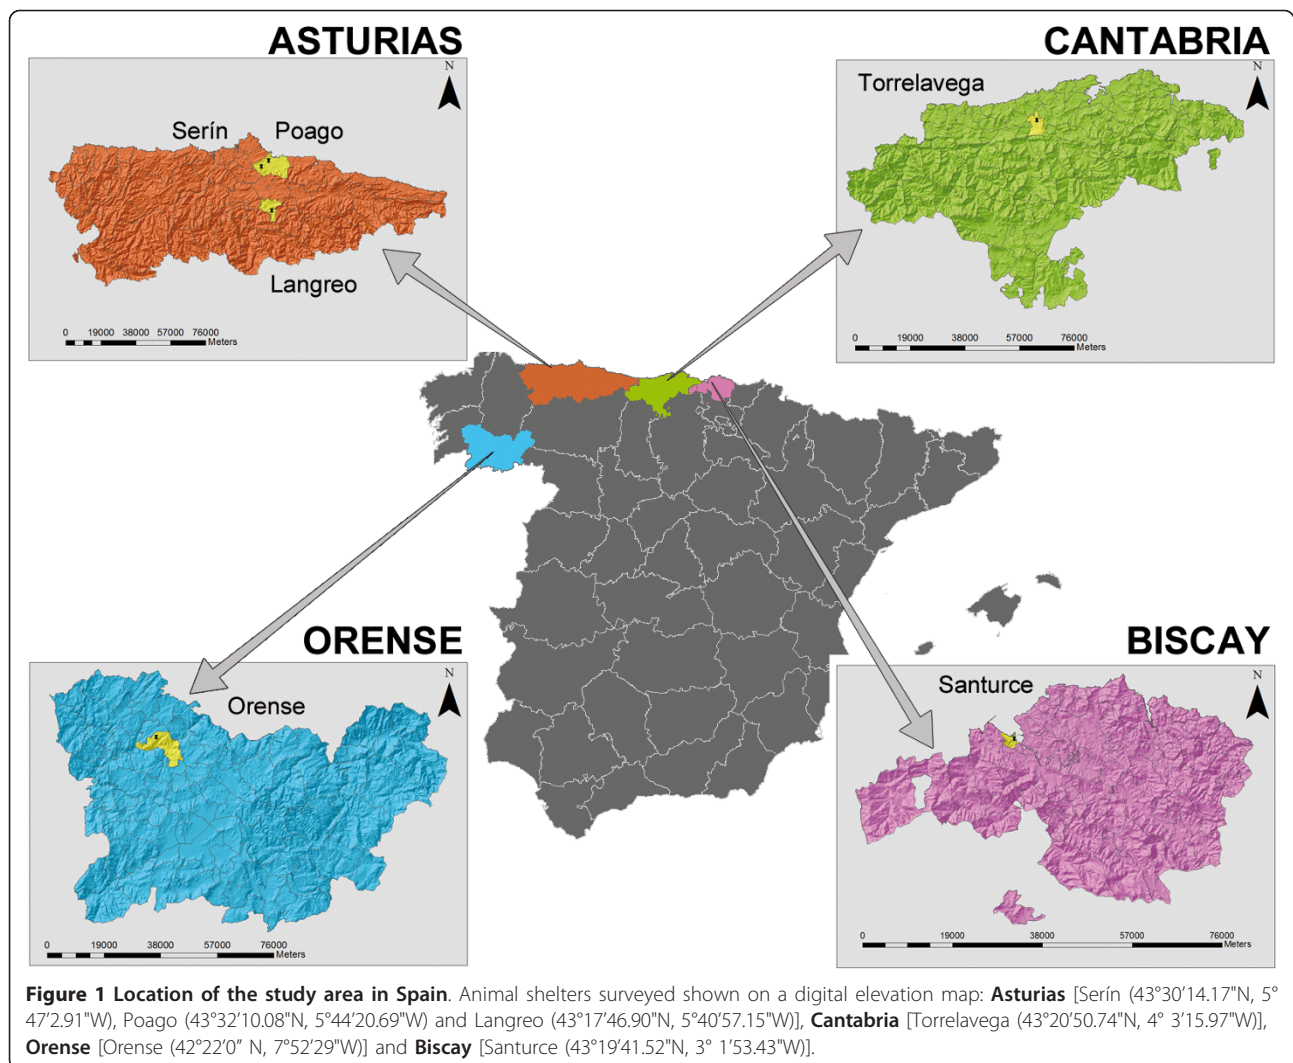 ASTURIAS
N
Serín Poago
Langreo
0 19000 38000 57000 76000
Meters
CANTABRIA
N
Torrelavega
0 19000 38000 57000 76000
Meters
ORENSE
N
Orense
0 19000 38000 57000 76000
Meters
BISCAY
N
Santurce
0 19000 38000 57000 76000
Meters
Figure 1 Location of the study area in Spain. Animal shelters surveyed shown on a digital elevation map: Asturias [Serín (43°30'14.17"N, 5°
47'2.91"W), Poago (43°32'10.08"N, 5°44'20.69"W) and Langreo (43°17'46.90"N, 5°40'57.15"W)], Cantabria [Torrelavega (43°20'50.74"N, 4° 3'15.97"W)],
Orense [Orense (42°22'0" N, 7°52'29"W)] and Biscay [Santurce (43°19'41.52"N, 3° 1'53.43"W)].